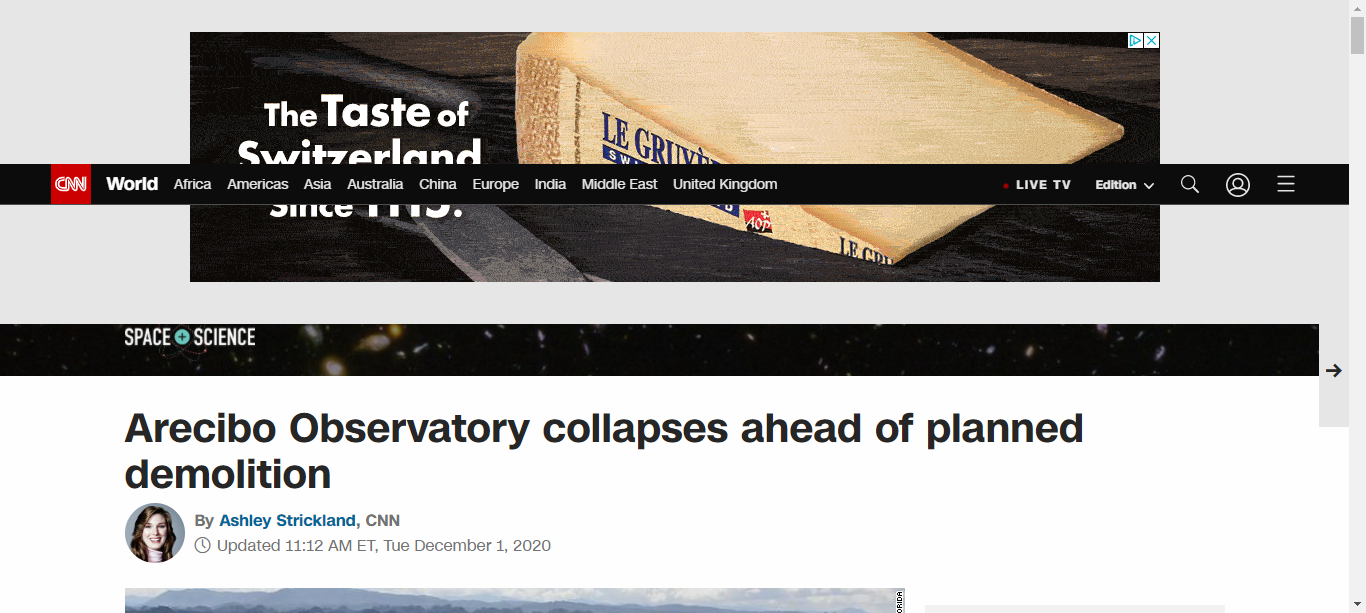 The Taste of
Switzerland
LE GRUYÈ
CNN World Africa Americas Asia Australia China Europe India Middle East United Kingdom LIVE TV Edition
Since 1115.
AOP
LE GRU
SPACE + SCIENCE
Arecibo Observatory collapses ahead of planned
demolition
By Ashley Strickland, CNN
Updated 11:12 AM ET, Tue December 1, 2020
ORIDA